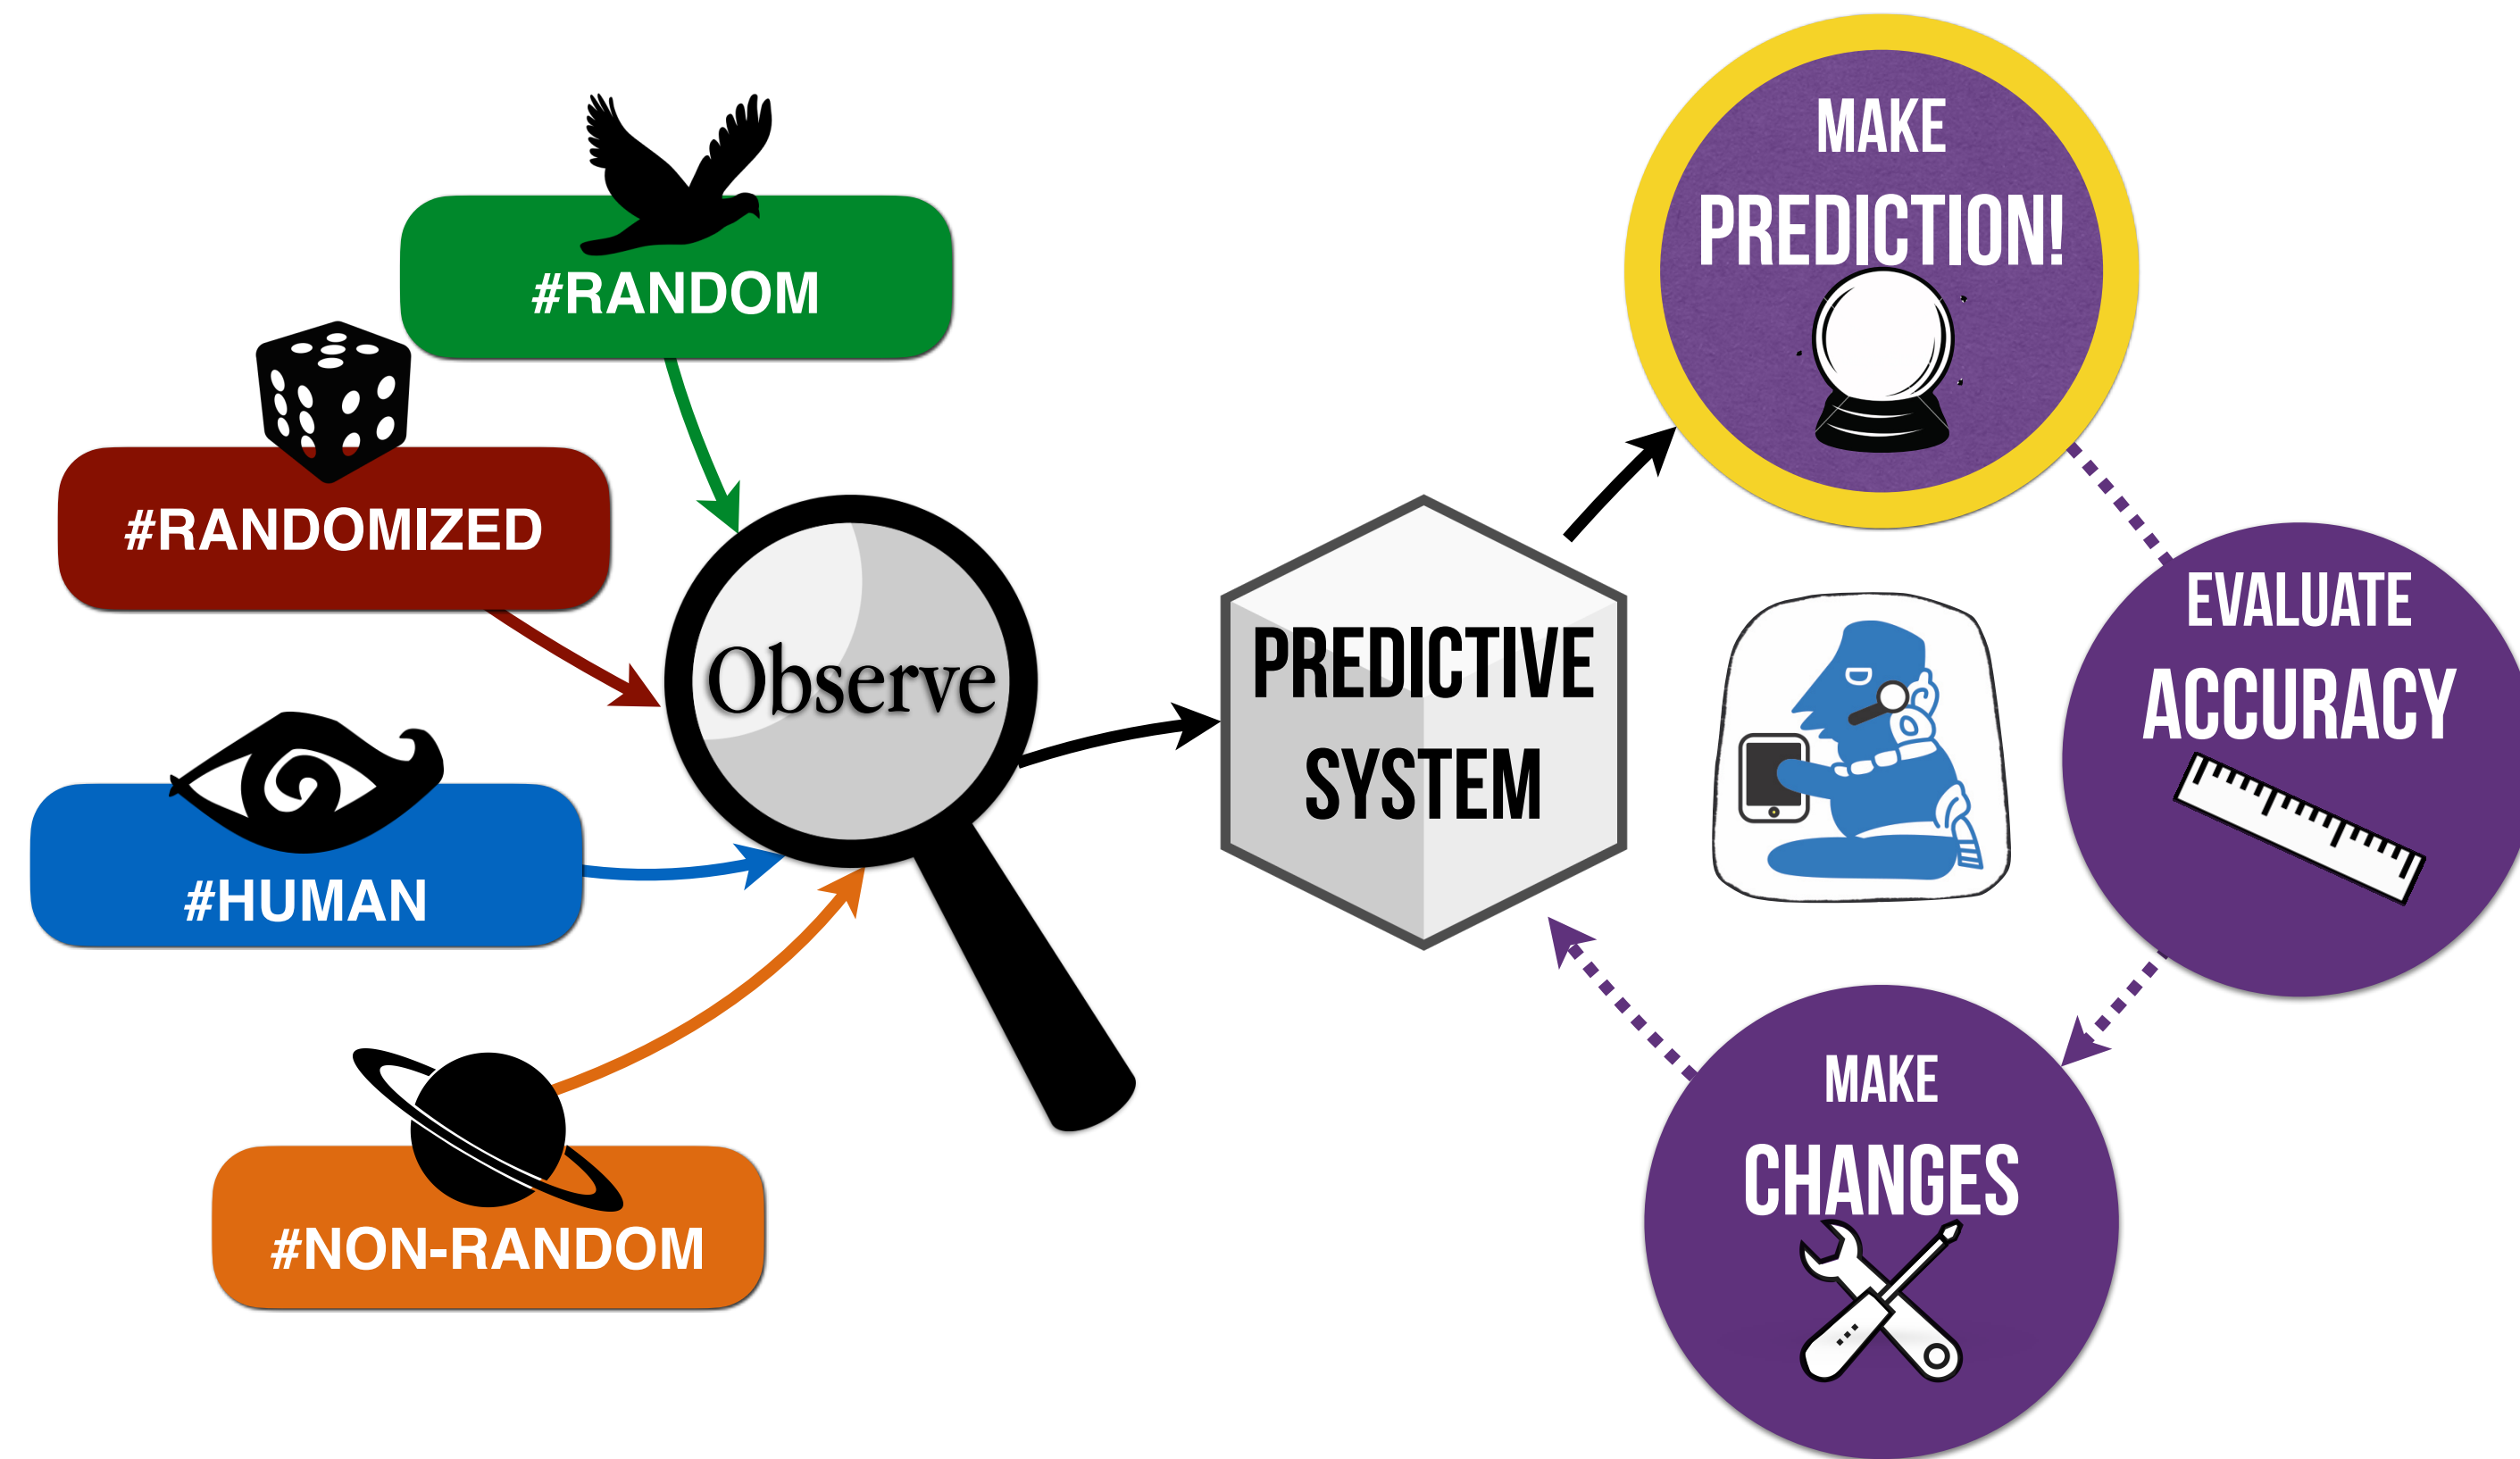 #RANDOM
#RANDOMIZED
#HUMAN
#NON-RANDOM
Observe
PREDICTIVE
SYSTEM
MAKE
PREDICTION!
EVALUATE
ACCURACY
MAKE
CHANGES